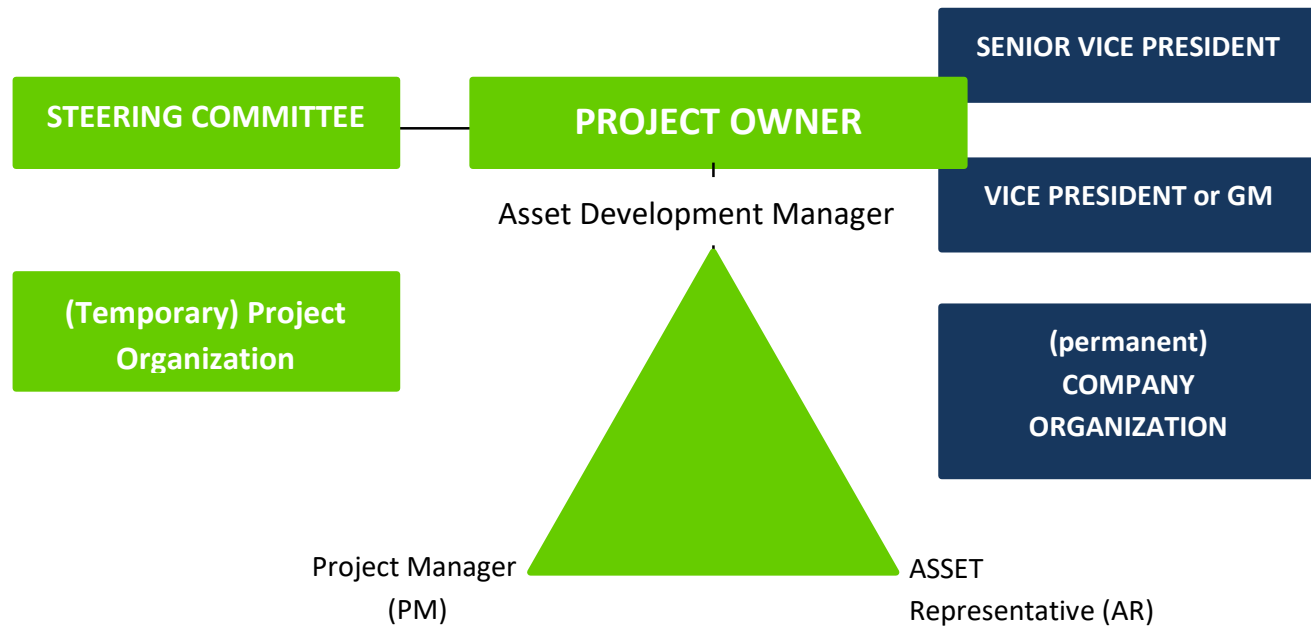 SENIOR VICE PRESIDENT
STEERING COMMITTEE
PROJECT OWNER
VICE PRESIDENT or GM
Asset Development Manager
(Temporary) Project
Organization
(permanent)
COMPANY
ORGANIZATION
Project Manager
(PM)
ASSET
Representative (AR)